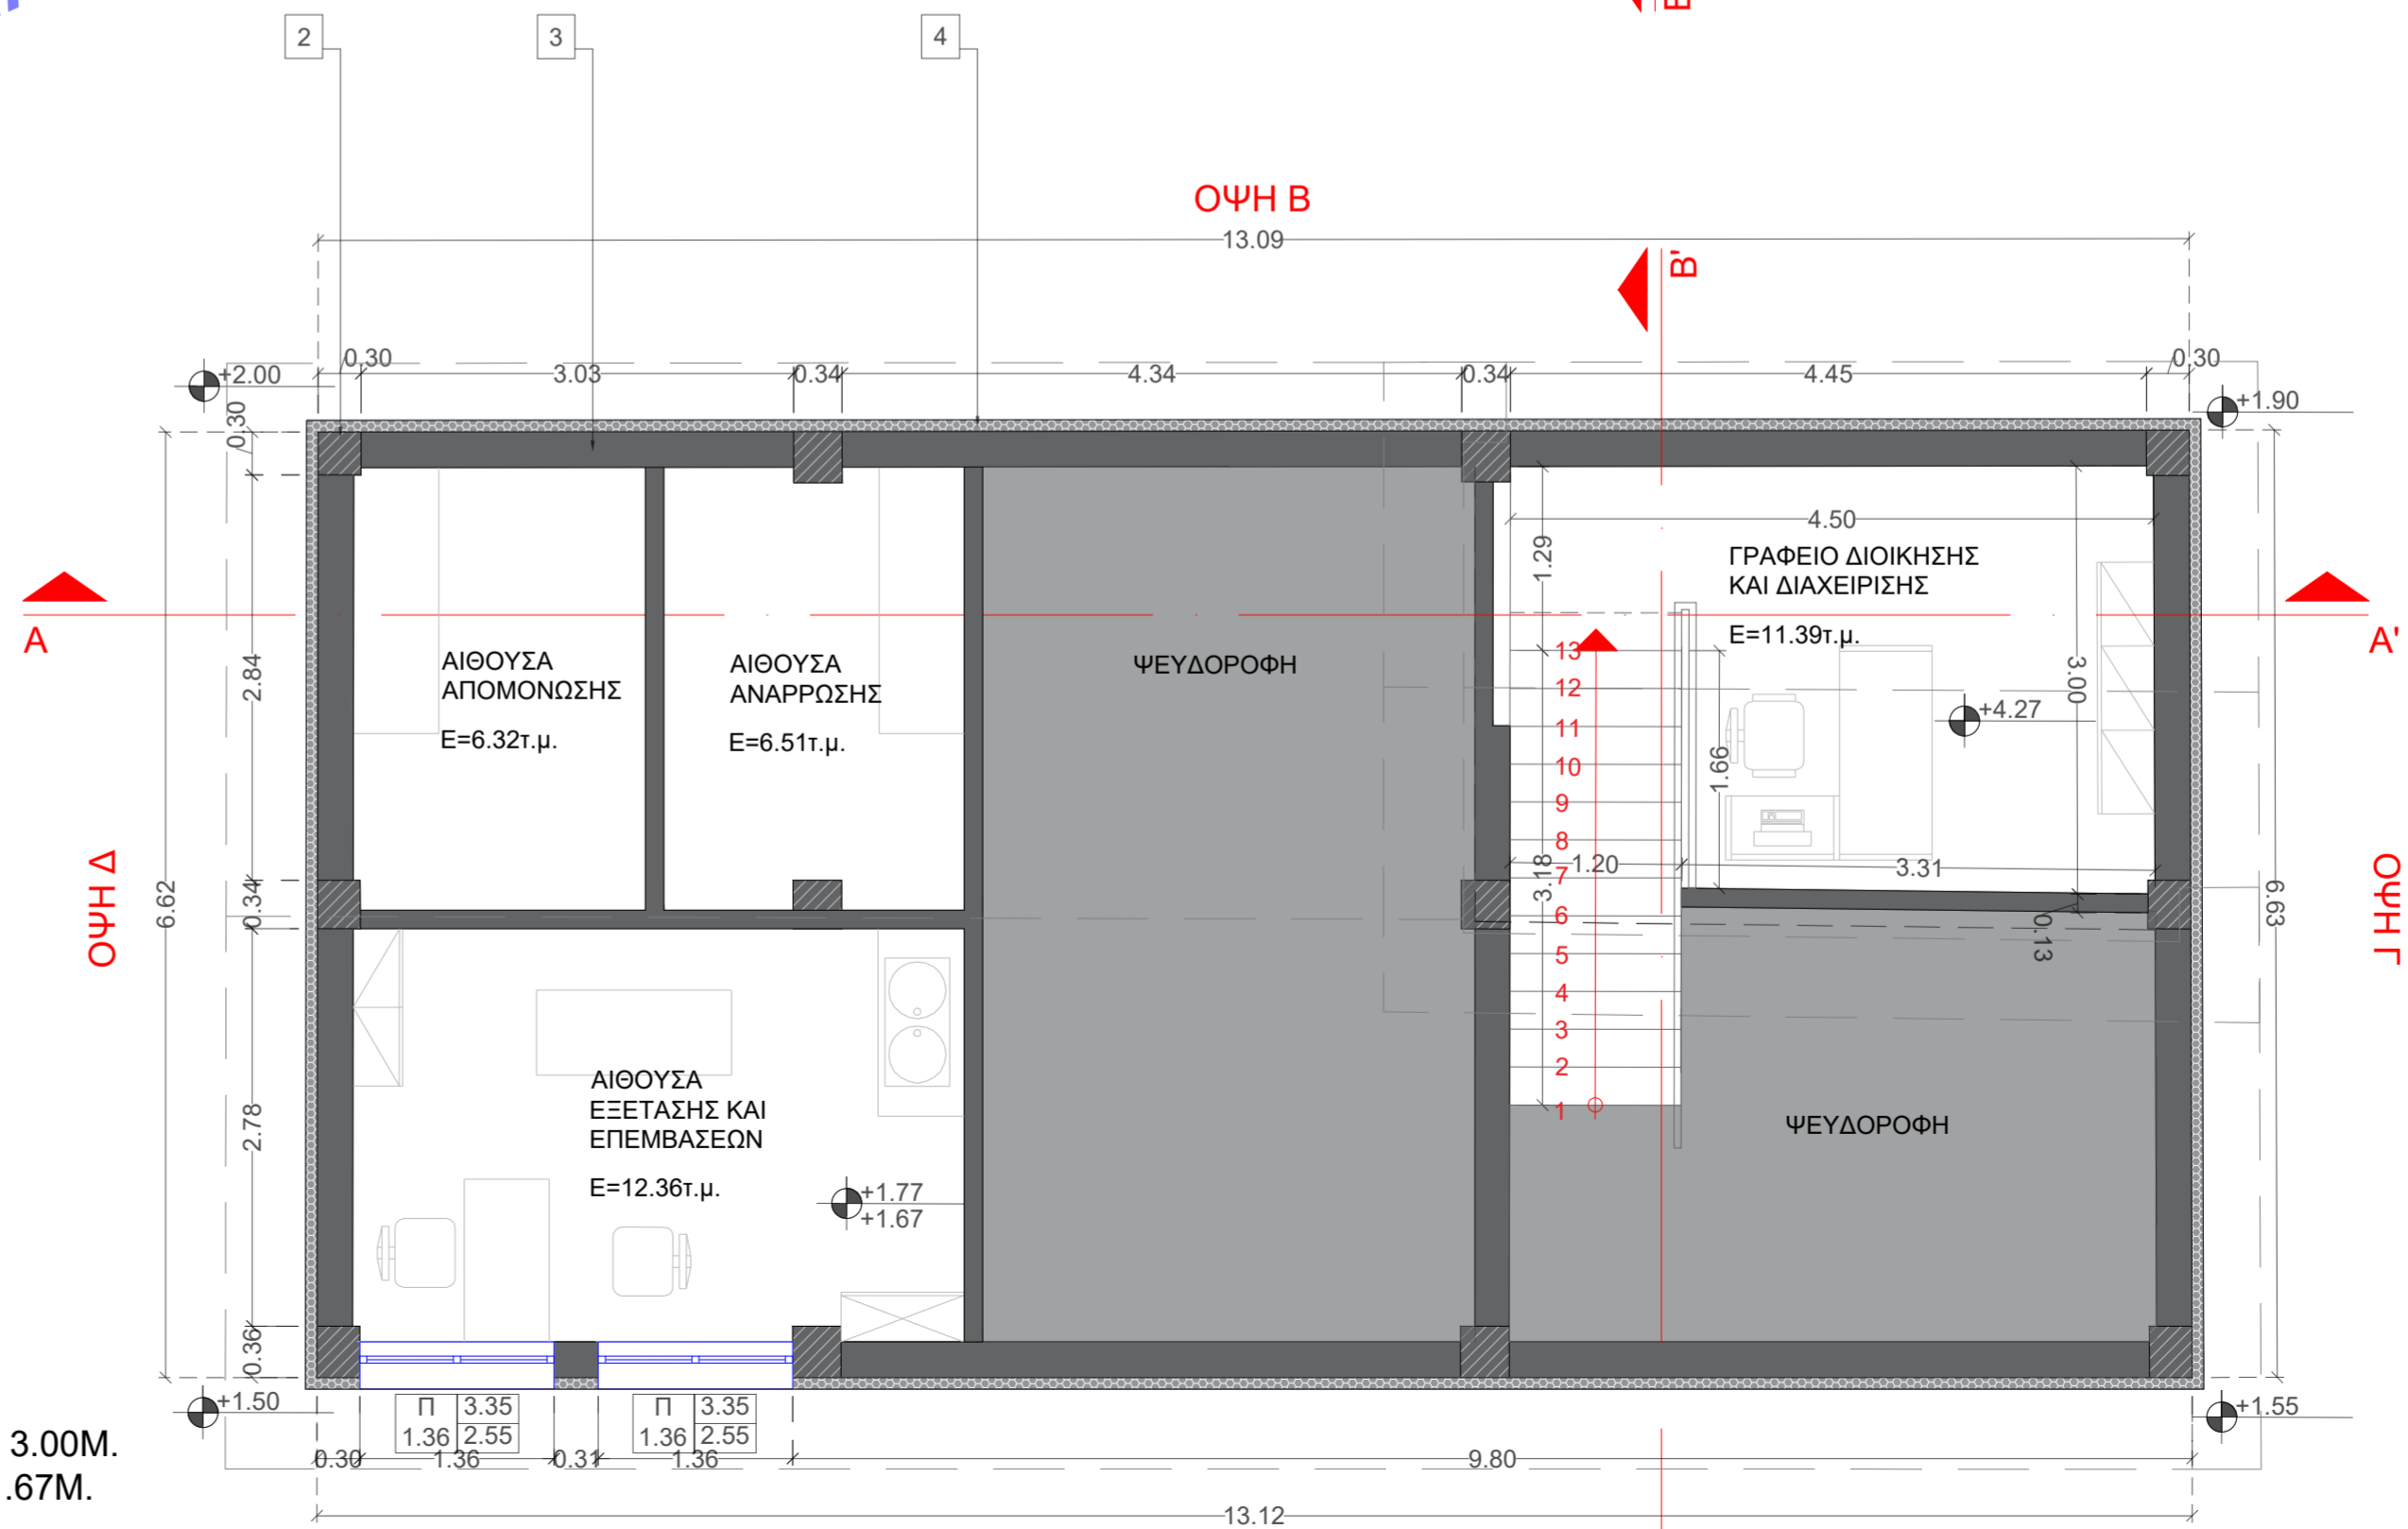 2
3
4
ΟΨΗ Β
13.09
Β'
0.30
3.03
0.34
4.34
0.34
4.45
0.30
+2.00
+1.90
0.30
4.50
1.29
ΓΡΑΦΕΙΟ ΔΙΟΙΚΗΣΗΣ
ΚΑΙ ΔΙΑΧΕΙΡΙΣΗΣ
Ε=11.39τ.μ.
Α
Α'
ΑΙΘΟΥΣΑ
ΑΠΟΜΟΝΩΣΗΣ
Ε=6.32τ.μ.
ΑΙΘΟΥΣΑ
ΑΝΑΡΡΩΣΗΣ
Ε=6.51τ.μ.
ΨΕΥΔΟΡΟΦΗ
2.84
3.00
+4.27
1.66
13
12
11
10
9
8
7
6
5
4
3
2
1
3.18
1.20
3.31
0.13
ΟΨΗ Δ
6.62
0.34
6.63
ΟΨΗ Γ
ΑΙΘΟΥΣΑ
ΕΞΕΤΑΣΗΣ ΚΑΙ
ΕΠΕΜΒΑΣΕΩΝ
Ε=12.36τ.μ.
+1.77
+1.67
ΨΕΥΔΟΡΟΦΗ
2.78
0.36
+1.50
+1.55
Π 3.35
1.36 2.55
Π 3.35
1.36 2.55
0.30
1.36
0.31
1.36
9.80
3.00Μ.
.67Μ.
13.12